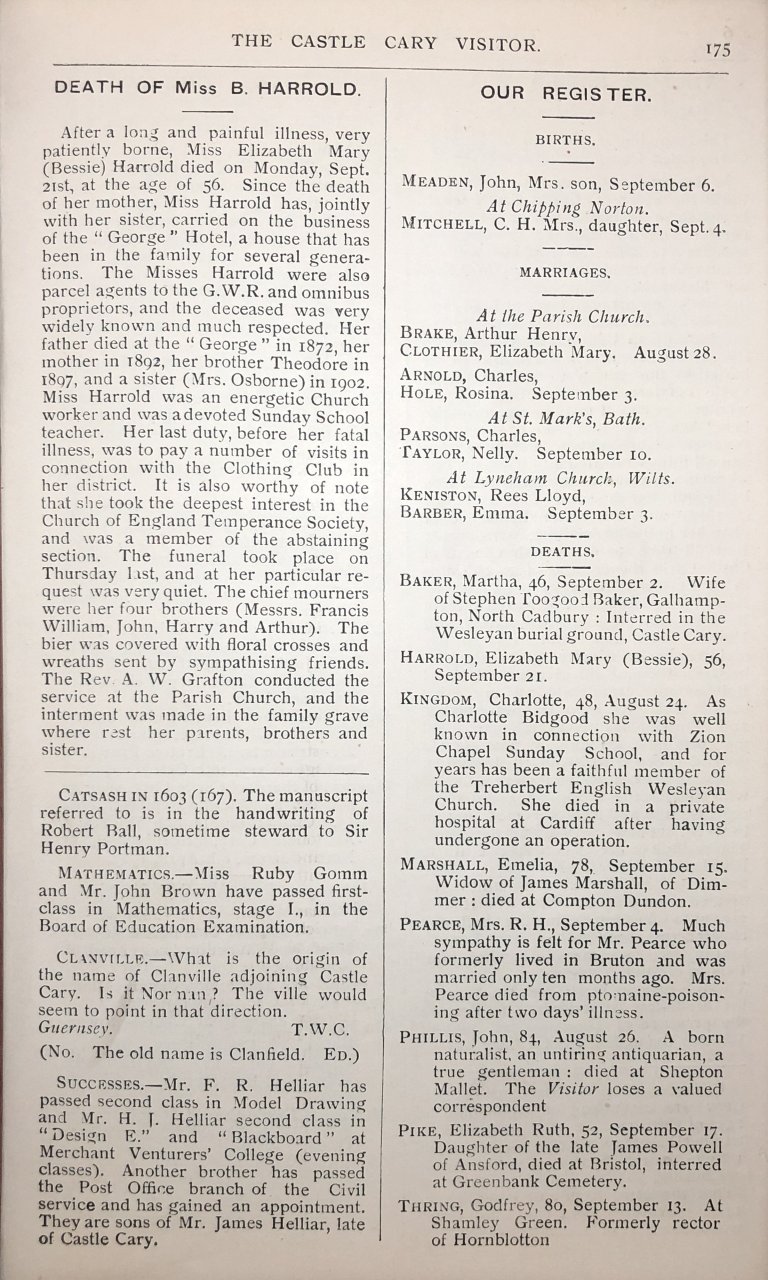 THE CASTLE CARY VISITOR.
175
DEATH OF Miss B. HARROLD.
After a long and painful illness, very
patiently borne, Miss Elizabeth Mary
(Bessie) Harrold died on Monday, Sept.
21st, at the age of 56. Since the death
of her mother, Miss Harrold has, jointly
with her sister, carried on the business
of the “ George ” Hotel, a house that has
been in the family for several genera-
tions. The Misses Harrold were also
parcel agents to the G.W.R. and omnibus
proprietors, and the deceased was very
widely known and much respected. Her
father died at the “ George ” in 1872, her
mother in 1892, her brother Theodore in
1897, and a sister (Mrs. Osborne) in 1902.
Miss Harrold was an energetic Church
worker and was a devoted Sunday School
teacher. Her last duty, before her fatal
illness, was to pay a number of visits in
connection with the Clothing Club in
her district. It is also worthy of note
that she took the deepest interest in the
Church of England Temperance Society,
and was a member of the abstaining
section. The funeral took place on
Thursday last, and at her particular re-
quest was very quiet. The chief mourners
were her four brothers (Messrs. Francis
William, John, Harry and Arthur). The
bier was covered with floral crosses and
wreaths sent by sympathising friends.
The Rev. A. W. Grafton conducted the
service at the Parish Church, and the
interment was made in the family grave
where rest her parents, brothers and
sister.
CATSASH IN 1603 (167). The manuscript
referred to is in the handwriting of
Robert Ball, sometime steward to Sir
Henry Portman.
MATHEMATICS.—Miss Ruby Gomm
and Mr. John Brown have passed first-
class in Mathematics, stage I., in the
Board of Education Examination.
CLANVILLE.—What is the origin of
the name of Clanville adjoining Castle
Cary. Is it Norman ? The ville would
seem to point in that direction.
Guernsey. T.W.C.
(No. The old name is Clanfield. ED.)
SUCCESSES.—Mr. F. R. Helliar has
passed second class in Model Drawing
and Mr. H. J. Helliar second class in
“Design E.” and “Blackboard” at
Merchant Venturers’ College (evening
classes). Another brother has passed
the Post Office branch of the Civil
service and has gained an appointment.
They are sons of Mr. James Helliar, late
of Castle Cary.
OUR REGISTER.
BIRTHS.
MEADEN, John, Mrs. son, September 6.
At Chipping Norton.
MITCHELL, C. H. Mrs., daughter, Sept. 4.
MARRIAGES.
At the Parish Church.
BRAKE, Arthur Henry,
CLOTHIER, Elizabeth Mary. August 28.
ARNOLD, Charles,
HOLE, Rosina. September 3.
At St. Mark's, Bath.
PARSONS, Charles,
TAYLOR, Nelly. September 10.
At Lyneham Church, Wilts.
KENISTON, Rees Lloyd,
BARBER, Emma. September 3.
DEATHS.
BAKER, Martha, 46, September 2. Wife
of Stephen Toogood Baker, Galhamp-
ton, North Cadbury : Interred in the
Wesleyan burial ground, Castle Cary.
HARROLD, Elizabeth Mary (Bessie), 56,
September 21.
KINGDOM, Charlotte, 48, August 24. As
Charlotte Bidgood she was well
known in connection with Zion
Chapel Sunday School, and for
years has been a faithful member of
the Treherbert English Wesleyan
Church. She died in a private
hospital at Cardiff after having
undergone an operation.
MARSHALL, Emelia, 78, September 15.
Widow of James Marshall, of Dim-
mer : died at Compton Dundon.
PEARCE, Mrs. R. H., September 4. Much
sympathy is felt for Mr. Pearce who
formerly lived in Bruton and was
married only ten months ago. Mrs.
Pearce died from ptomaine-poison-
ing after two days' illness.
PHILLIS, John, 84, August 26. A born
naturalist, an untiring antiquarian, a
true gentleman : died at Shepton
Mallet. The Visitor loses a valued
correspondent
PIKE, Elizabeth Ruth, 52, September 17.
Daughter of the late James Powell
of Ansford, died at Bristol, interred
at Greenbank Cemetery.
THRING, Godfrey, 80, September 13. At
Shamley Green. Formerly rector
of Hornblotton